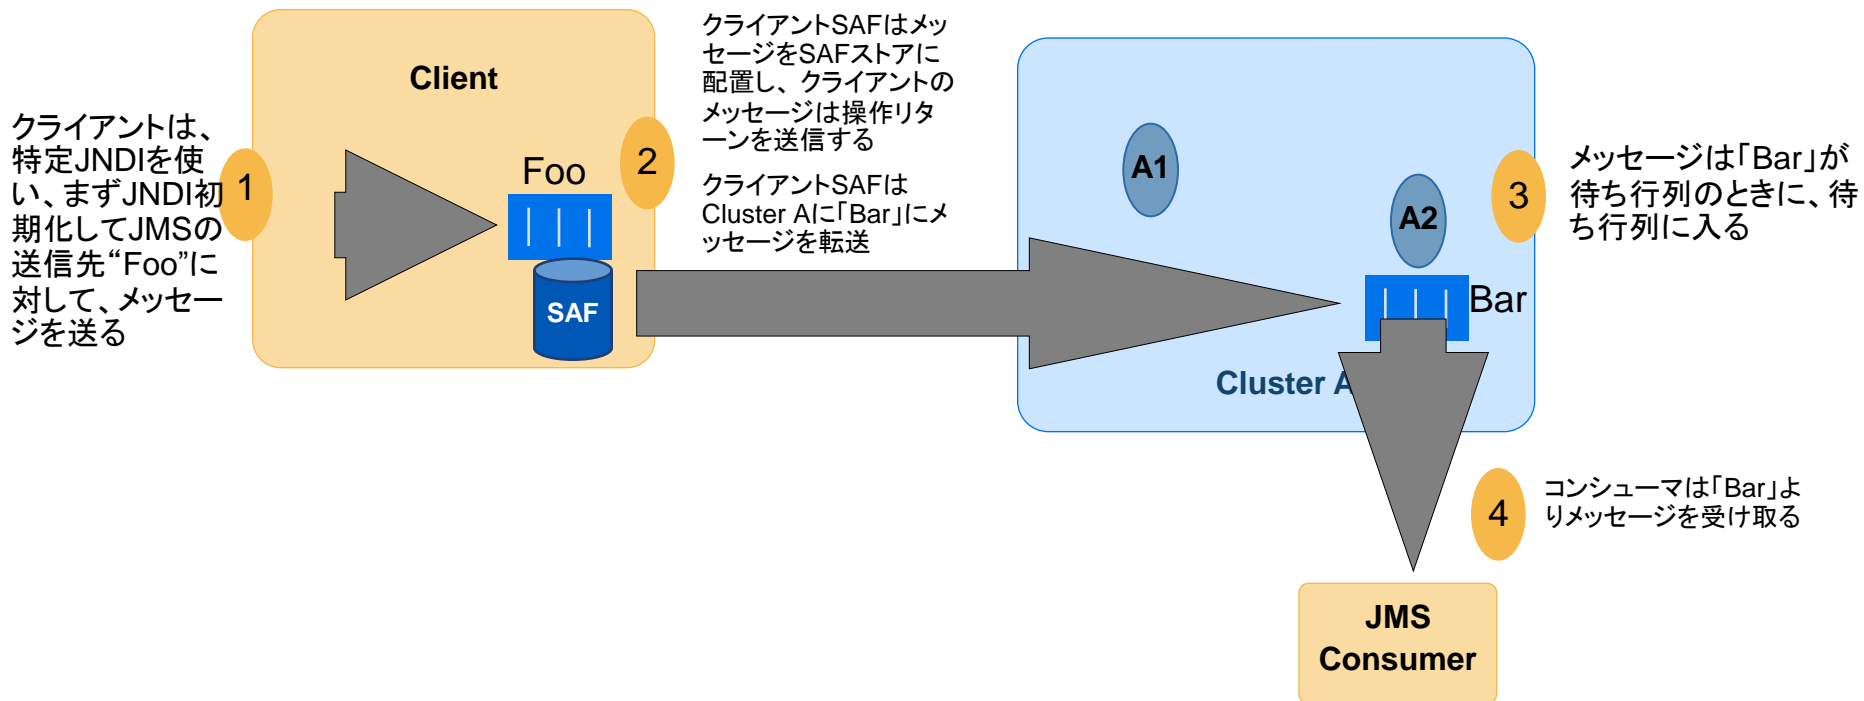 Client
クライアントは、
特定JNDIを使
い、まずJNDI初
期化してJMSの
送信先“Foo”に
対して、メッセー
ジを送る
1
Foo
SAF
2
クライアントSAFはメッ
セージをSAFストアに
配置し、クライアントの
メッセージは操作リタ
ーンを送信する
クライアントSAFは
Cluster Aに「Bar」にメ
ッセージを転送
A1
A2
Bar
Cluster A
3
メッセージは「Bar」が
待ち行列のときに、待
ち行列に入る
4
コンシューマは「Bar」よ
りメッセージを受け取る
JMS
Consumer